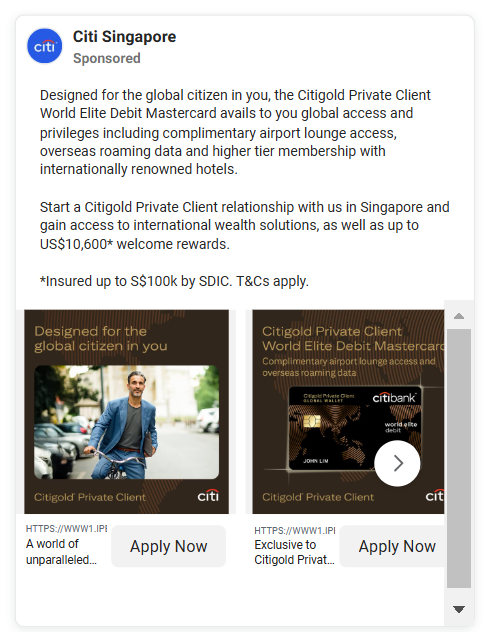 citi
Citi Singapore
Sponsored
Designed for the global citizen in you, the Citigold Private Client
World Elite Debit Mastercard avails to you global access and
privileges including complimentary airport lounge access,
overseas roaming data and higher tier membership with
internationally renowned hotels.
Start a Citigold Private Client relationship with us in Singapore and
gain access to international wealth solutions, as well as up to
US$10,600* welcome rewards.
*Insured up to S$100k by SDIC. T&Cs apply.
Designed for the
global citizen in you
Citigold Private Client
citi
HTTPS://WWW1.IPB
A world of
unparalleled...
Apply Now
Citigold Private Client
World Elite Debit Mastercard
Complimentary airport lounge access and
overseas roaming data
Citigold Private Client
GLOBAL WALLET
citibank
world elite
debit
JOHN LIM
Citigold Private Client
cit
HTTPS://WWW1.IPB
Exclusive to
Citigold Privat...
Apply Now